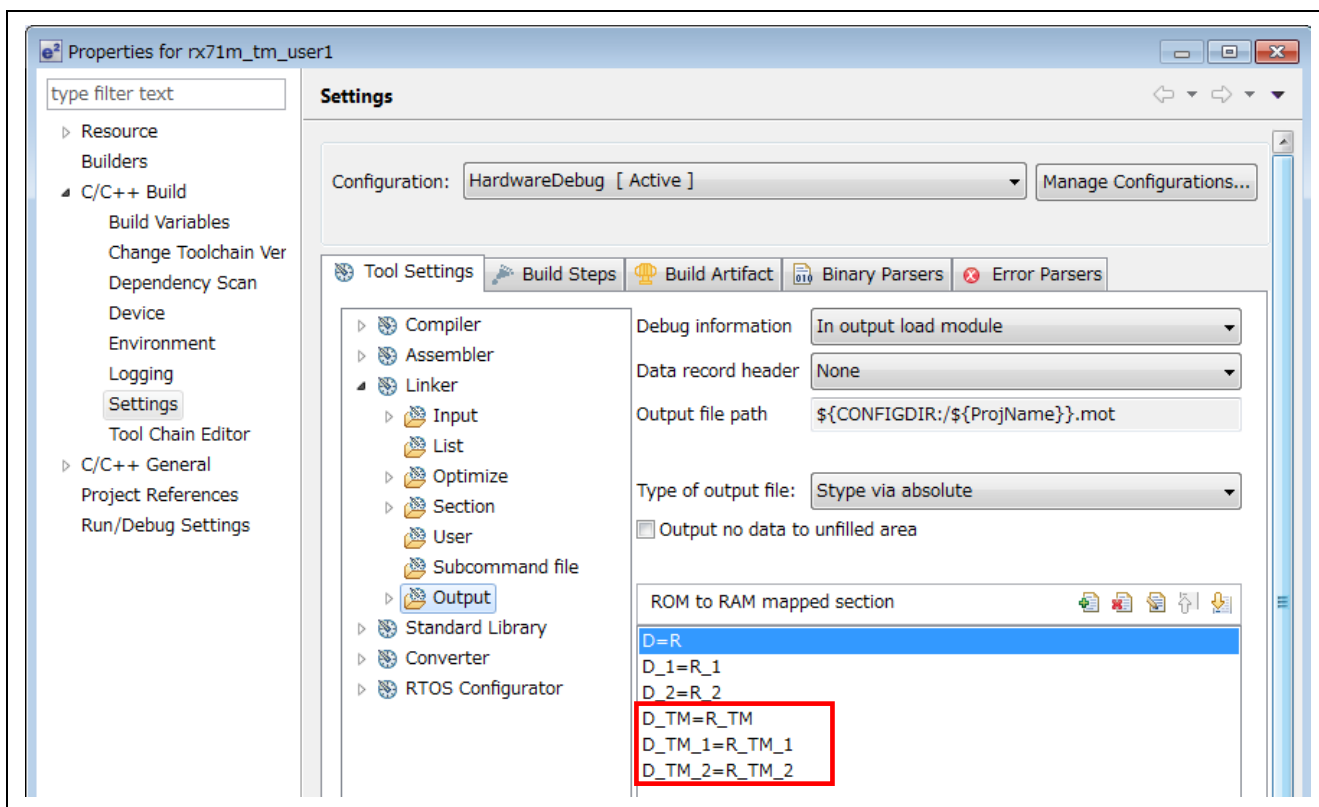 e² Properties for rx71m_tm_user1
type filter text
Resource
Builders
C/C++ Build
Build Variables
Change Toolchain Ver
Dependency Scan
Device
Environment
Logging
Settings
Tool Chain Editor
C/C++ General
Project References
Run/Debug Settings
Settings
Configuration: HardwareDebug [ Active ] Manage Configurations...
Tool Settings Build Steps Build Artifact Binary Parsers Error Parsers
Compiler
Assembler
Linker
Input
List
Optimize
Section
User
Subcommand file
Output
Standard Library
Converter
RTOS Configurator
Debug information In output load module
Data record header None
Output file path ${CONFIGDIR:/${ProjName}}.mot
Type of output file: Stype via absolute
Output no data to unfilled area
ROM to RAM mapped section
D=R
D_1=R_1
D_2=R_2
D_TM=R_TM
D_TM_1=R_TM_1
D_TM_2=R_TM_2